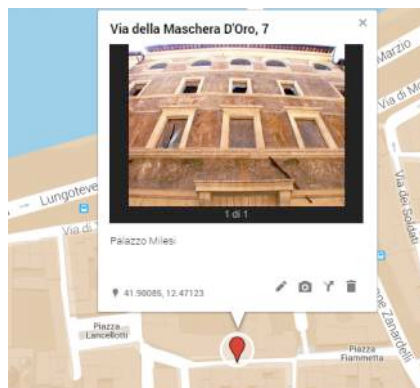 Via della Maschera D'Oro, 7
1 di 1
Palazzo Milesi
41.90085, 12.47123
Marzio
Via di
Lungoteve
Via di
Via dei Soldati
Zanardelli
Piazza
Lancellotti
Piazza
Fiammetta